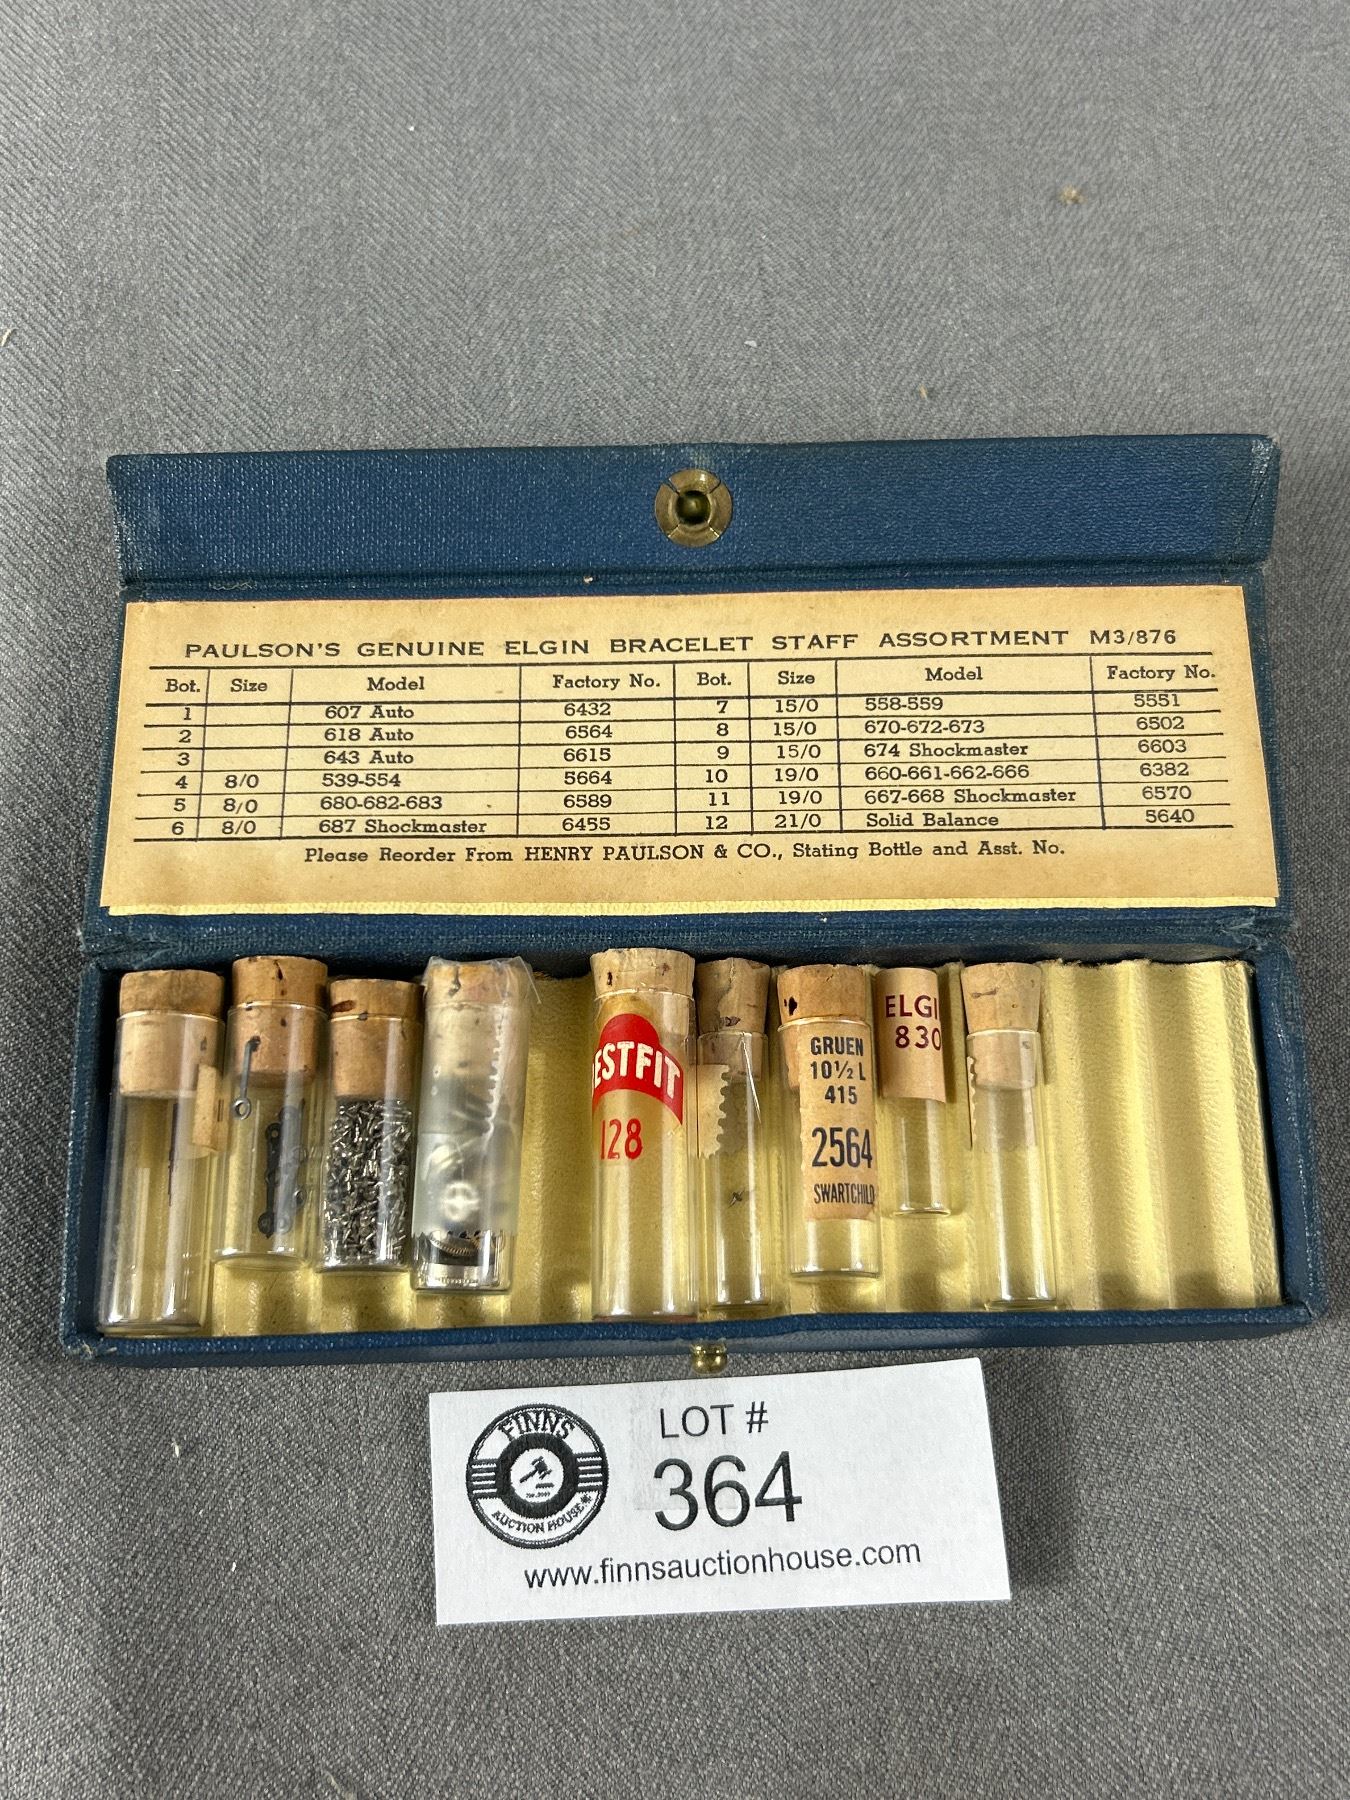 PAULSON'S GENUINE ELGIN BRACELET STAFF ASSORTMENT M3/876
Bot. Size Model Factory No. Bot. Size Model Factory No.
1 607 Auto 6432 7 15/0 558-559 5551
2 618 Auto 6564 8 15/0 670-672-673 6502
3 643 Auto 6615 9 15/0 674 Shockmaster 6603
4 8/0 539-554 5664 10 19/0 660-661-662-666 6382
5 8/0 680-682-683 6589 11 19/0 667-668 Shockmaster 6570
6 8/0 687 Shockmaster 6455 12 21/0 Solid Balance 5640
Please Reorder From HENRY PAULSON & CO., Stating Bottle and Asst. No.
ESTFIT
128
GRUEN
10½ L
415
2564
SWARTCHILD
ELGI
830
FINNS
AUCTION HOUSE
LOT #
364
www.finnsauctionhouse.com